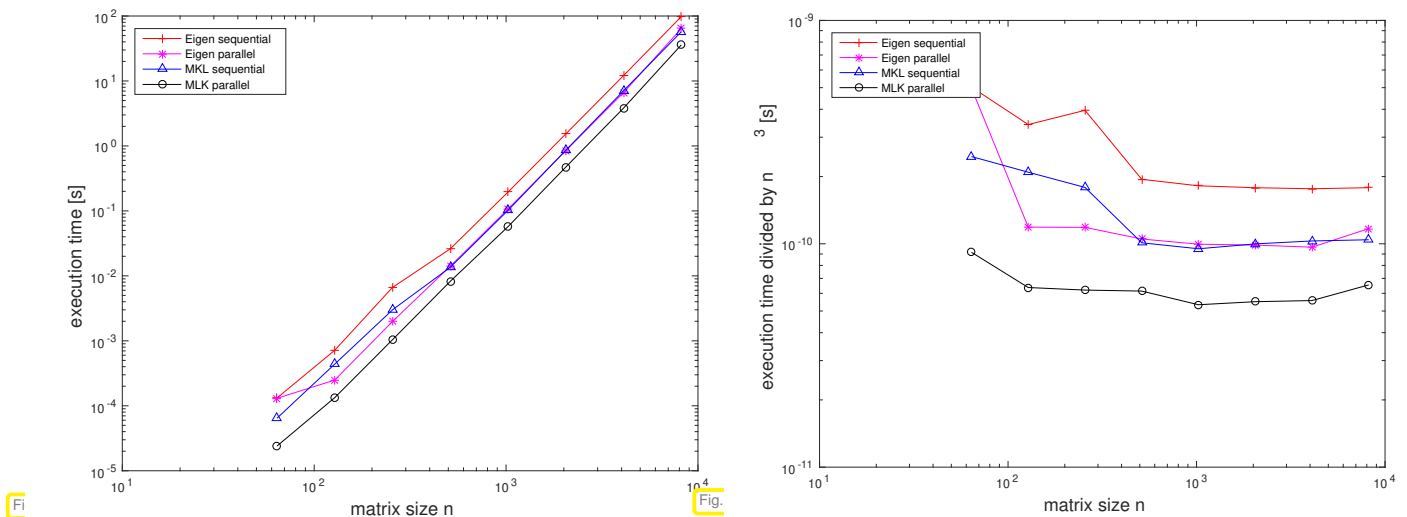 10^2
10^1
10^0
10^-1
10^-2
10^-3
10^-4
10^-5
execution time [s]
Eigen sequential
Eigen parallel
MKL sequential
MLK parallel
10^1
10^2
10^3
10^4
matrix size n
Fi
10^-9
10^-10
10^-11
execution time divided by n^3 [s]
Eigen sequential
Eigen parallel
MKL sequential
MLK parallel
10^1
10^2
10^3
10^4
matrix size n
Fig.